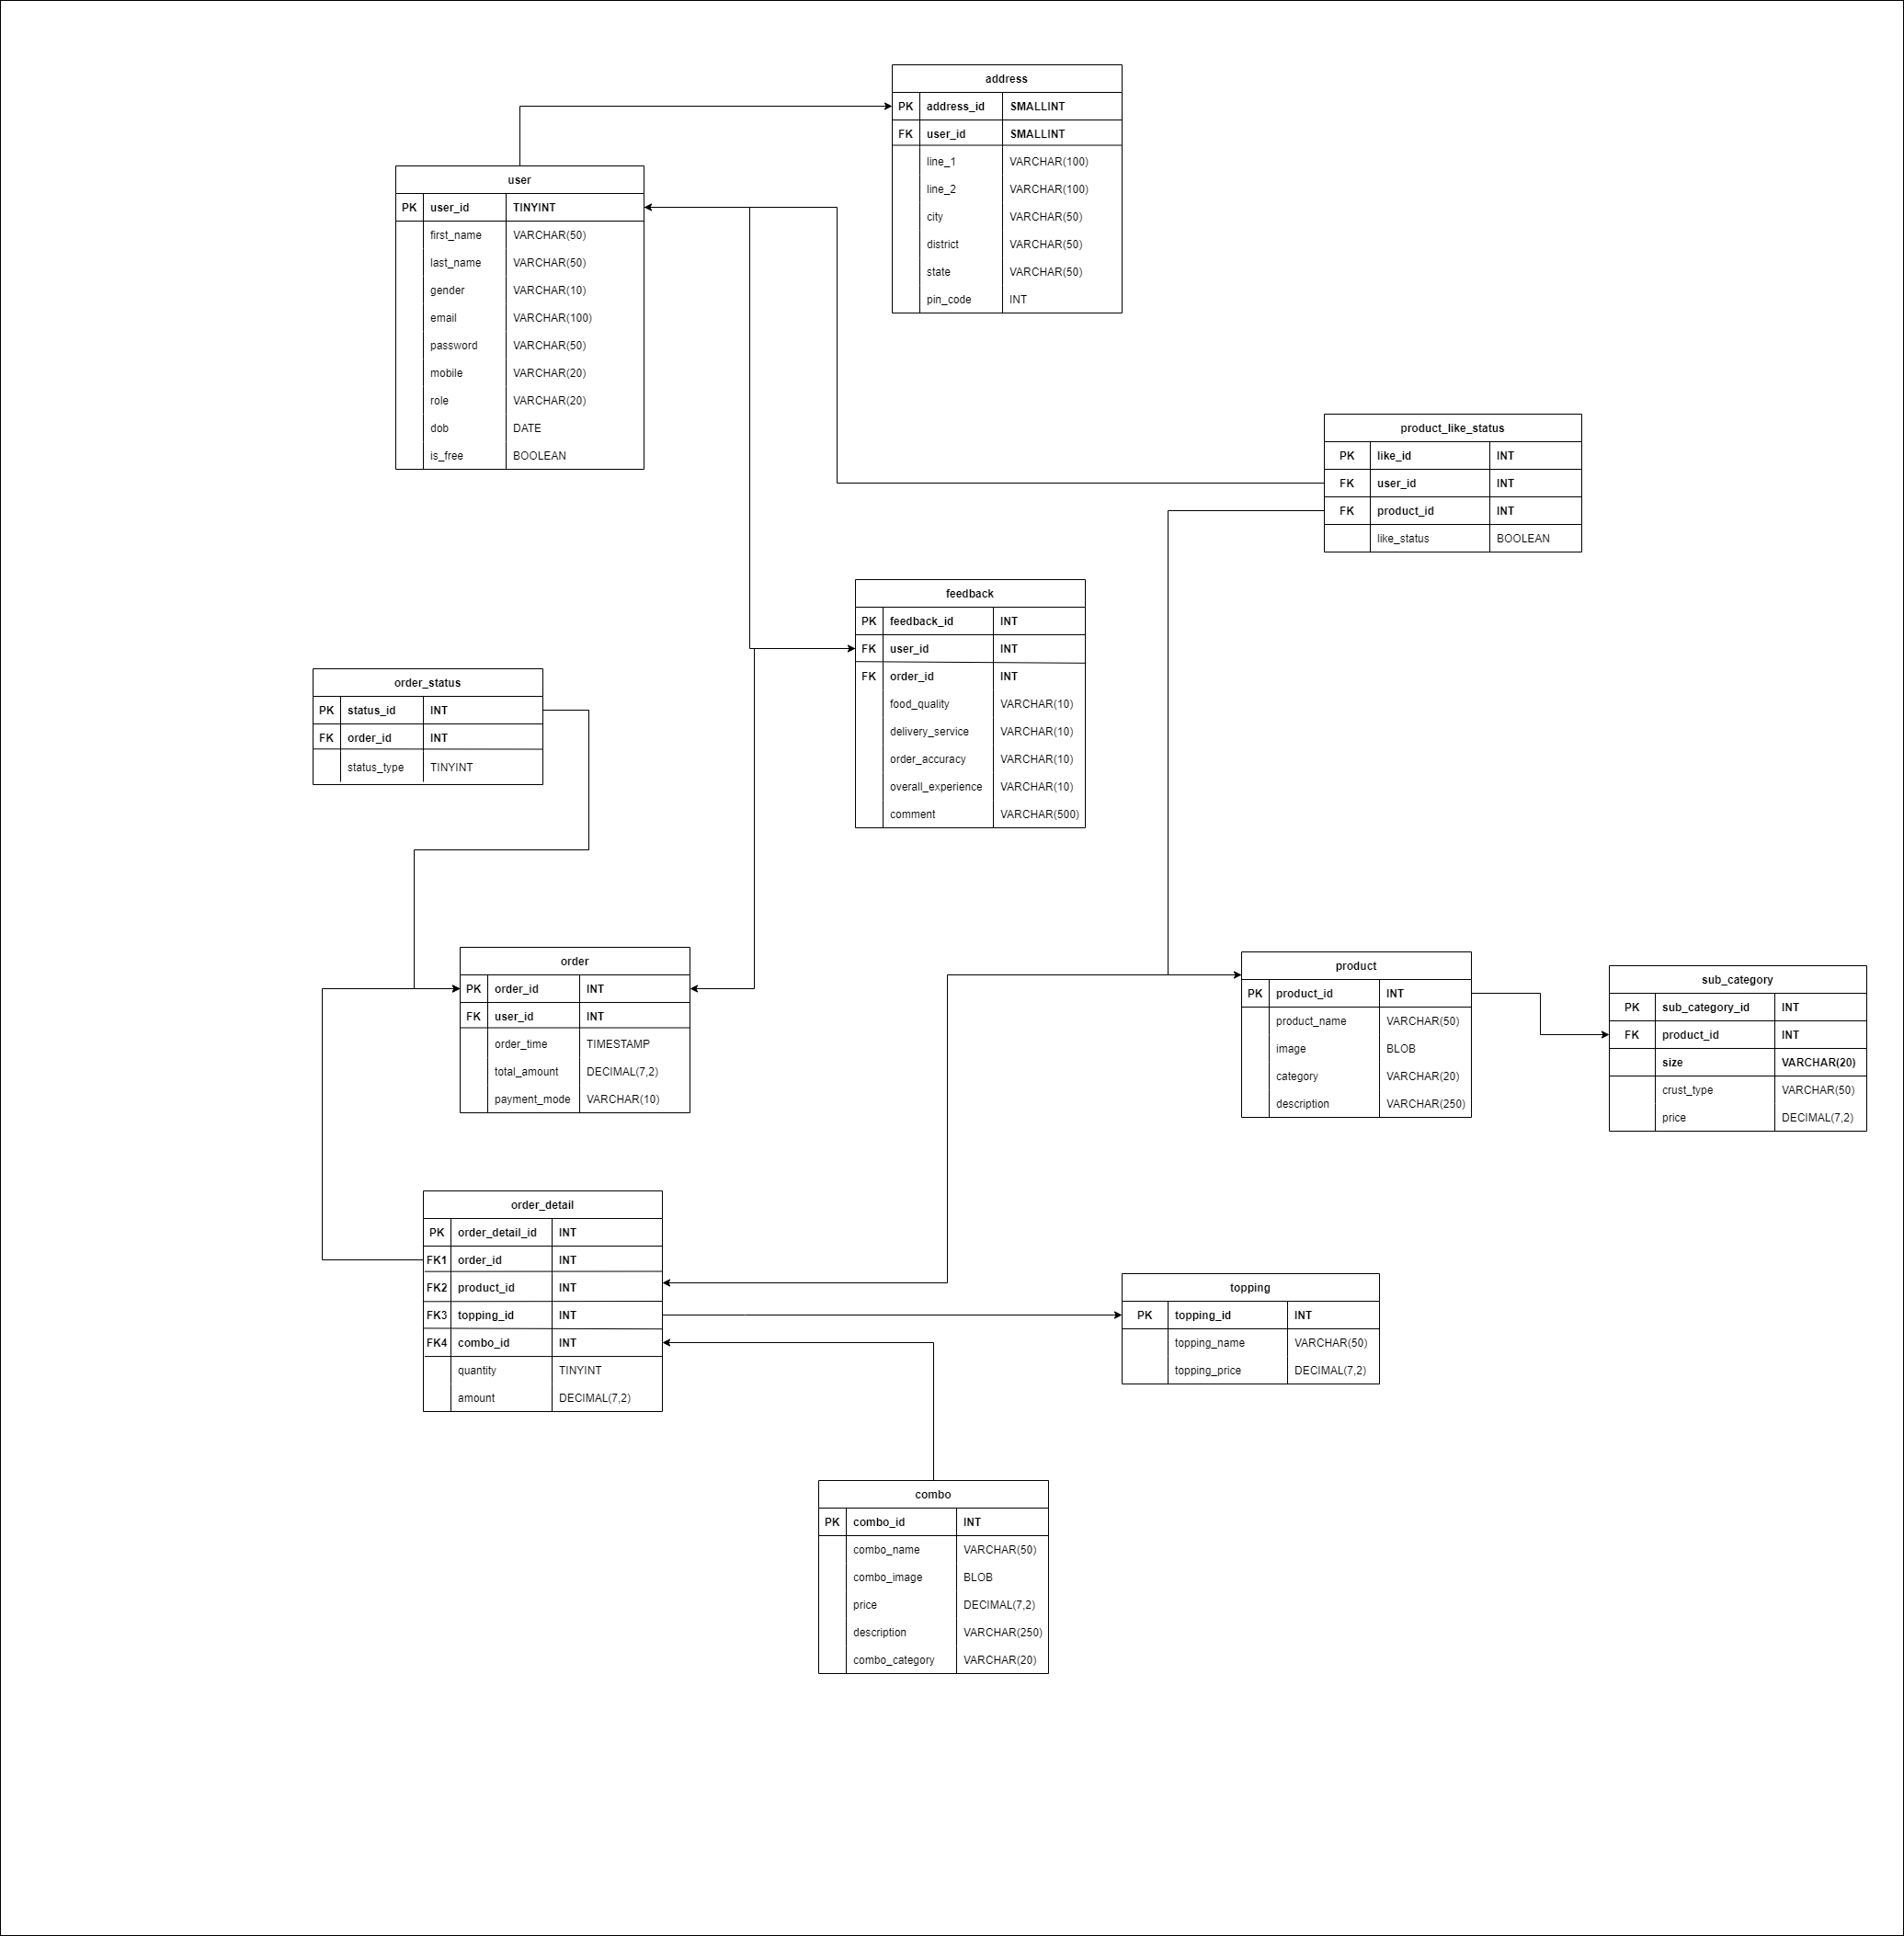 address
PK address_id SMALLINT
FK user_id SMALLINT
line_1 VARCHAR(100)
line_2 VARCHAR(100)
city VARCHAR(50)
district VARCHAR(50)
state VARCHAR(50)
pin_code INT
user
PK user_id TINYINT
first_name VARCHAR(50)
last_name VARCHAR(50)
gender VARCHAR(10)
email VARCHAR(100)
password VARCHAR(50)
mobile VARCHAR(20)
role VARCHAR(20)
dob DATE
is_free BOOLEAN
product_like_status
PK like_id INT
FK user_id INT
FK product_id INT
like_status BOOLEAN
feedback
PK feedback_id INT
FK user_id INT
FK order_id INT
food_quality VARCHAR(10)
delivery_service VARCHAR(10)
order_accuracy VARCHAR(10)
overall_experience VARCHAR(10)
comment VARCHAR(500)
order_status
PK status_id INT
FK order_id INT
status_type TINYINT
order
PK order_id INT
FK user_id INT
order_time TIMESTAMP
total_amount DECIMAL(7,2)
payment_mode VARCHAR(10)
product
PK product_id INT
product_name VARCHAR(50)
image BLOB
category VARCHAR(20)
description VARCHAR(250)
sub_category
PK sub_category_id INT
FK product_id INT
size VARCHAR(20)
crust_type VARCHAR(50)
price DECIMAL(7,2)
order_detail
PK order_detail_id INT
FK1 order_id INT
FK2 product_id INT
FK3 topping_id INT
FK4 combo_id INT
quantity TINYINT
amount DECIMAL(7,2)
topping
PK topping_id INT
topping_name VARCHAR(50)
topping_price DECIMAL(7,2)
combo
PK combo_id INT
combo_name VARCHAR(50)
combo_image BLOB
price DECIMAL(7,2)
description VARCHAR(250)
combo_category VARCHAR(20)